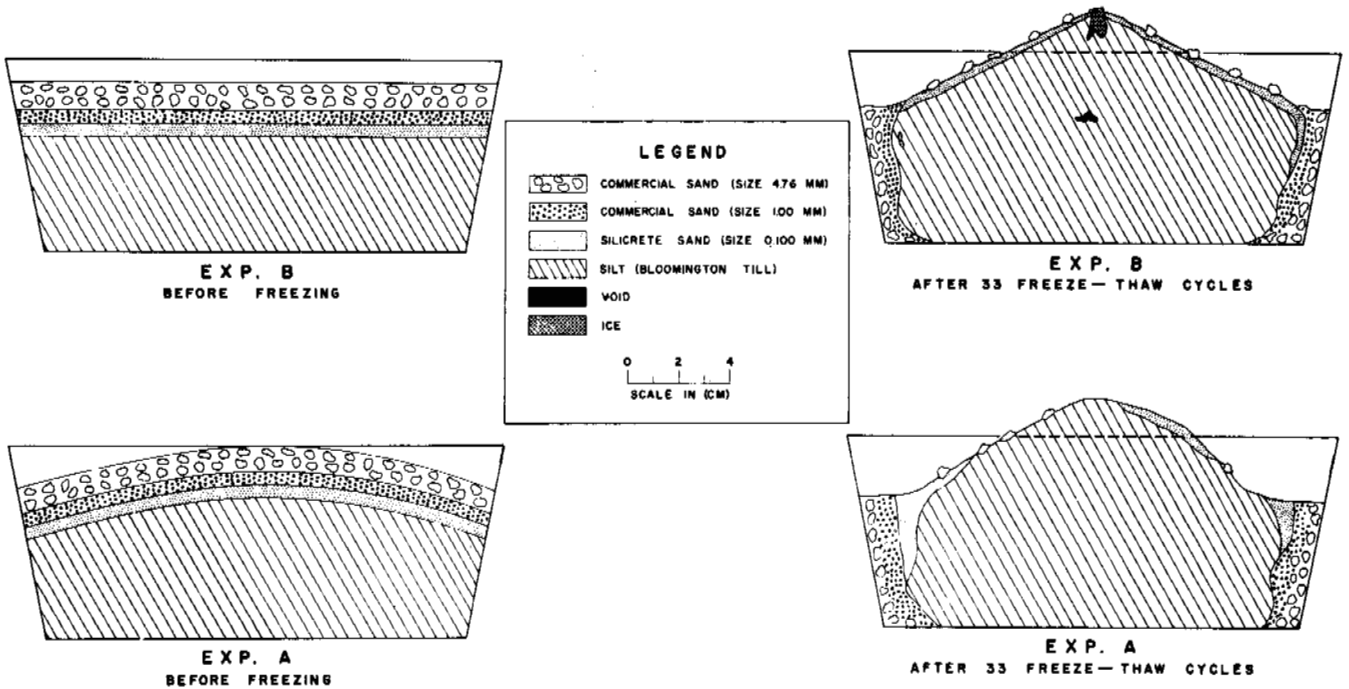 EXP. B
BEFORE FREEZING
LEGEND
COMMERCIAL SAND (SIZE 4.76 MM)
COMMERCIAL SAND (SIZE 1.00 MM)
SILICRETE SAND (SIZE 0.100 MM)
SILT (BLOOMINGTON TILL)
VOID
ICE
0 2 4
SCALE IN (CM)
EXP. B
AFTER 33 FREEZE—THAW CYCLES
EXP. A
BEFORE FREEZING
EXP. A
AFTER 33 FREEZE—THAW CYCLES